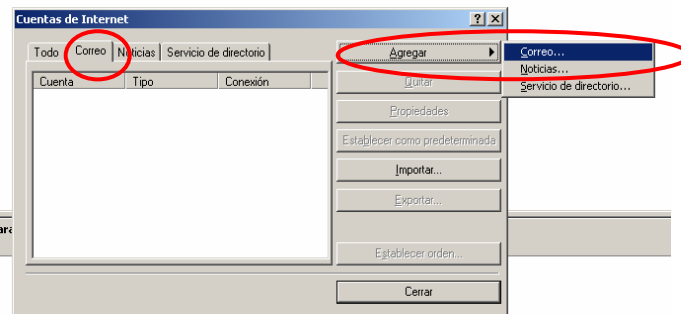 Cuentas de Internet
Todo Correo Noticias Servicio de directorio
Cuenta Tipo Conexión
Agregar
Quitar
Propiedades
Establecer como predeterminada
Importar...
Exportar...
Establecer orden...
Cerrar
Correo...
Noticias...
Servicio de directorio...